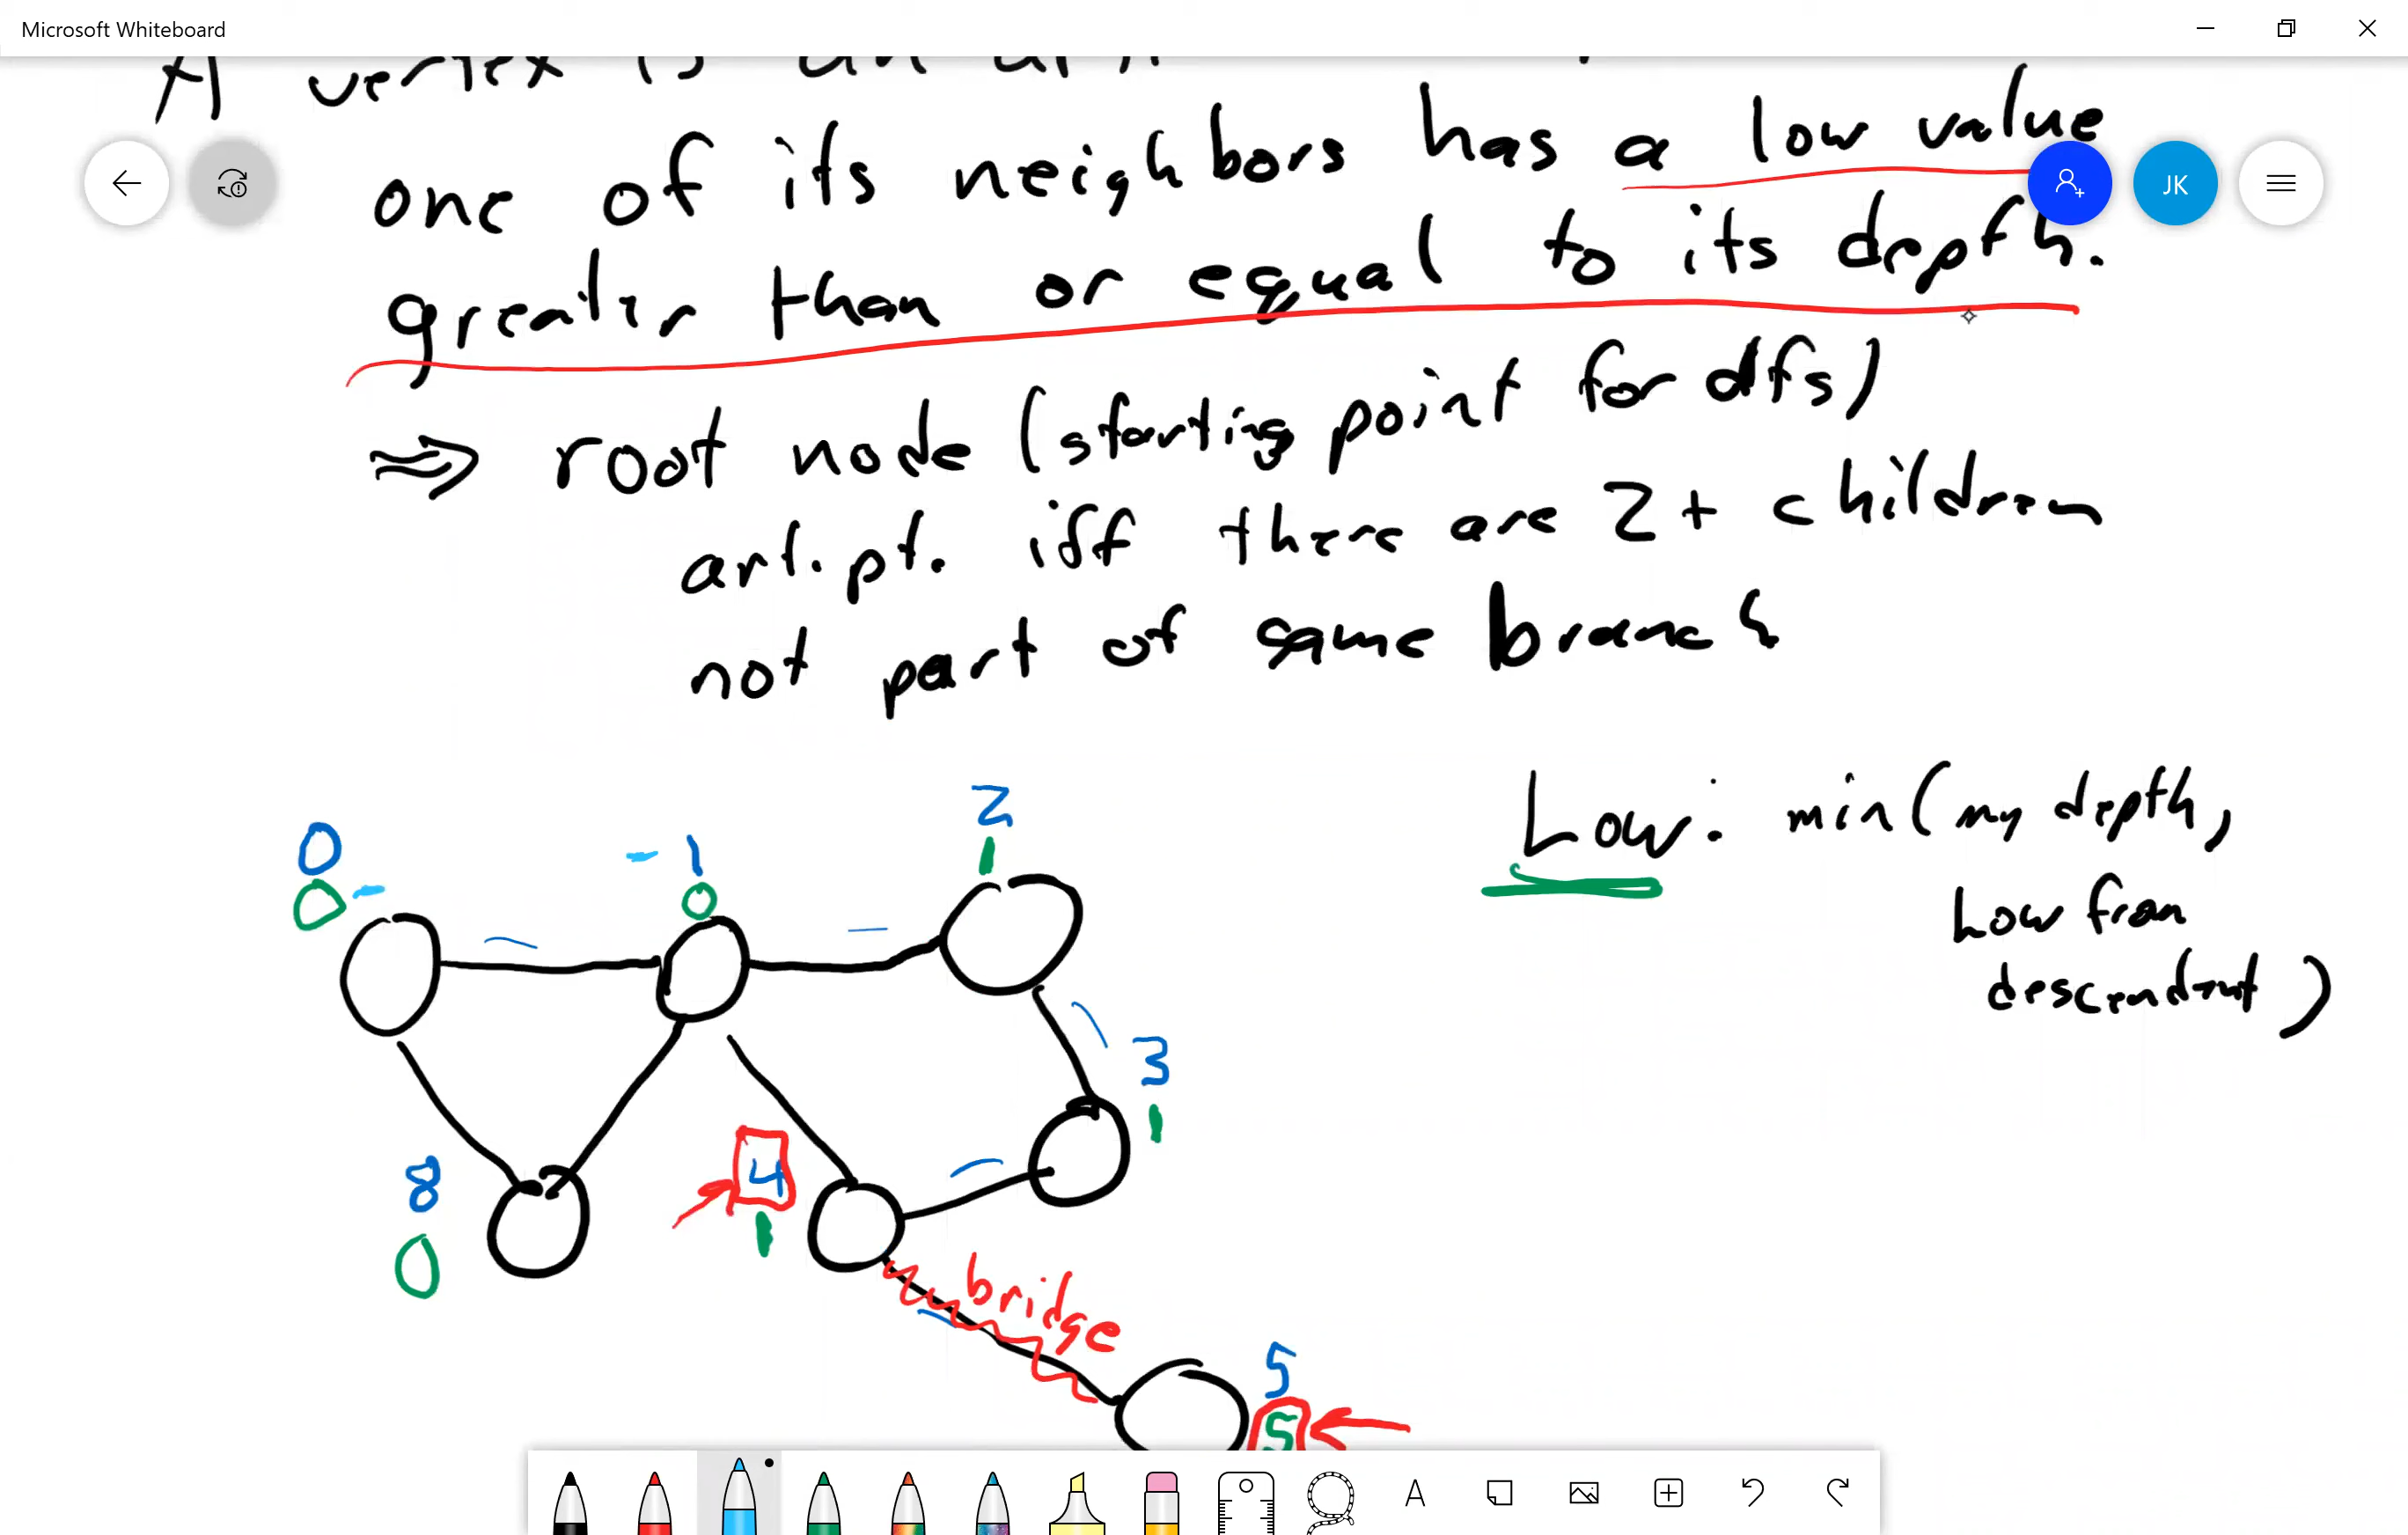 Microsoft Whiteboard
A vertex is an
one of its neighbors has a low value
greater than or equal to its depth.
JK
⇒ root node (starting point for dfs)
art. pt. iff there are 2+ children
not part of same branch
Low: min(my depth,
Low from
descendant)
0
0 -
- 1
0
2
1
3
1
4
1
8
0
bridge
5
5
A